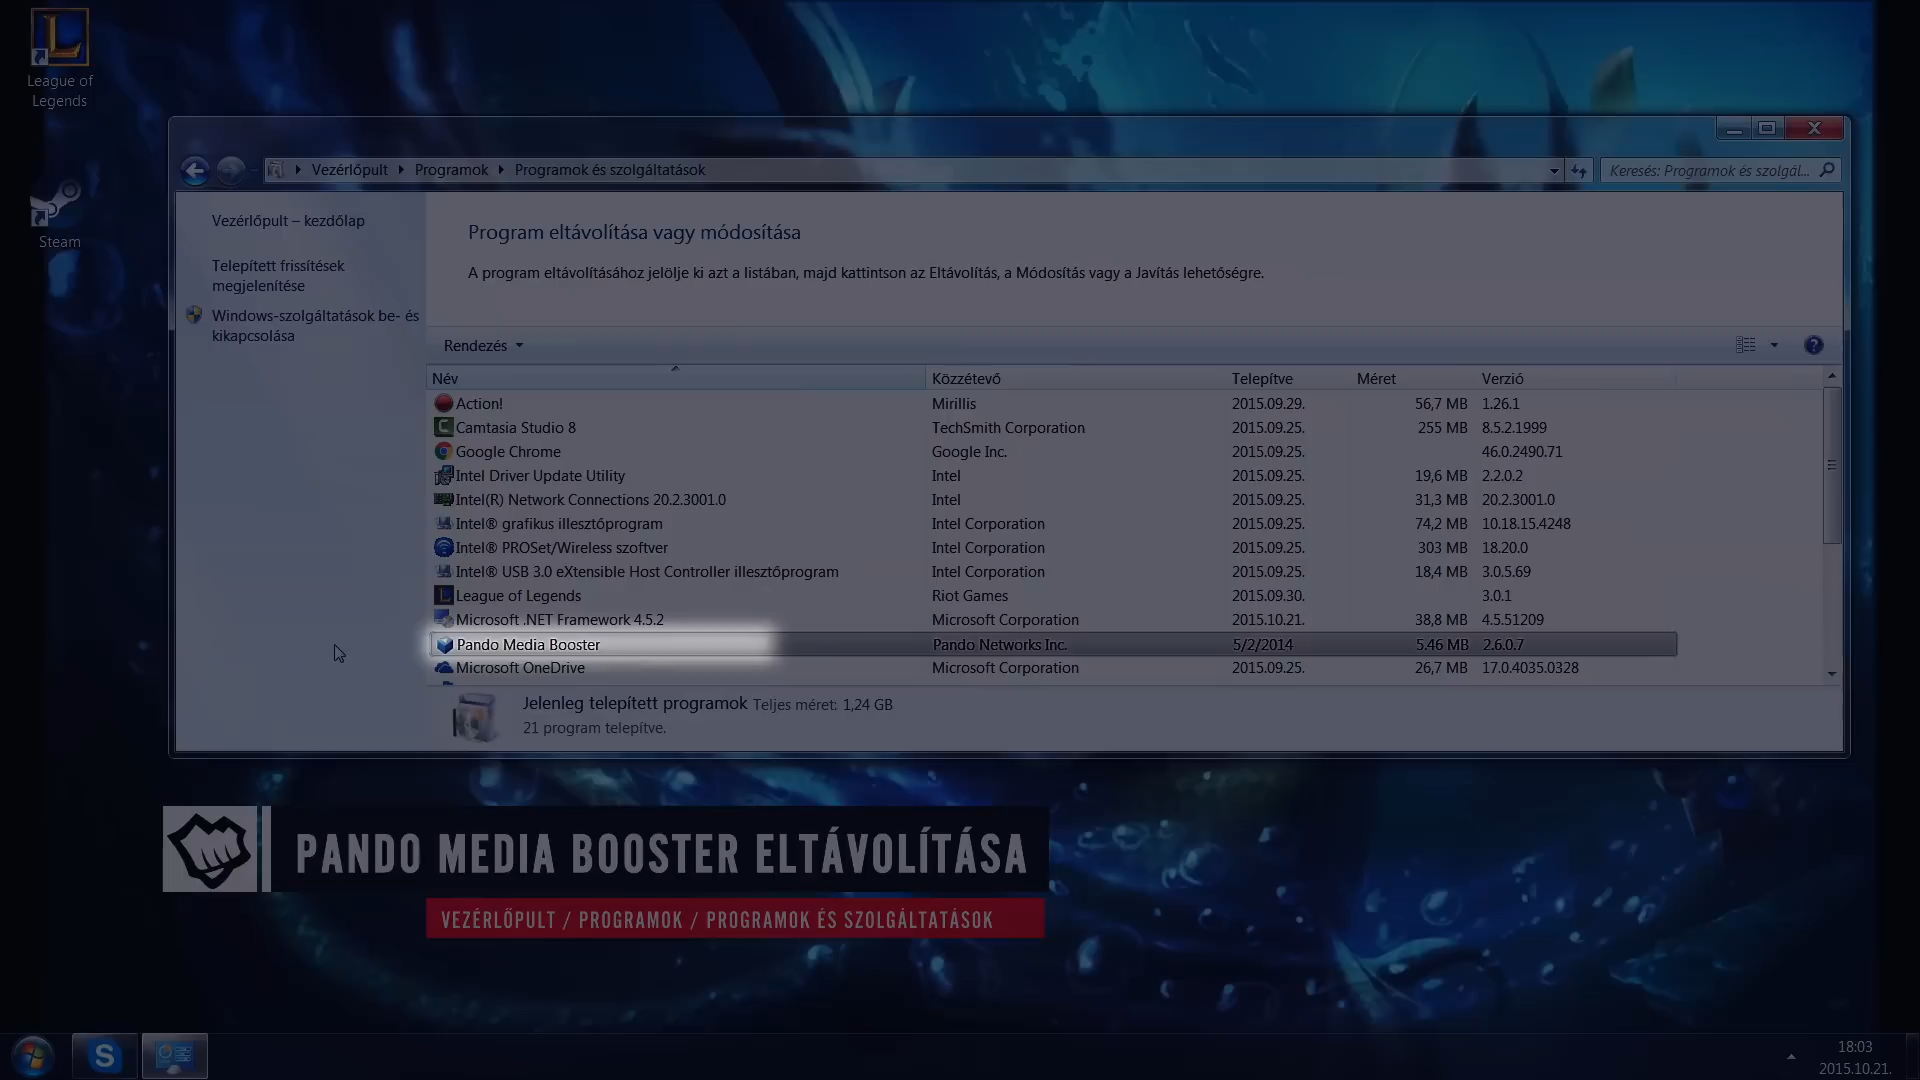 League of
Legends
Steam
Vezérlőpult Programok Programok és szolgáltatások
Keresés: Programok és szolgál...
Vezérlőpult – kezdőlap
Telepített frissítések
megjelenítése
Windows-szolgáltatások be- és
kikapcsolása
Program eltávolítása vagy módosítása
A program eltávolításához jelölje ki azt a listában, majd kattintson az Eltávolítás, a Módosítás vagy a Javítás lehetőségre.
Rendezés
Név Közzétevő Telepítve Méret Verzió
Action! Mirillis 2015.09.29. 56,7 MB 1.26.1
Camtasia Studio 8 TechSmith Corporation 2015.09.25. 255 MB 8.5.2.1999
Google Chrome Google Inc. 2015.09.25. 46.0.2490.71
Intel Driver Update Utility Intel 2015.09.25. 19,6 MB 2.2.0.2
Intel(R) Network Connections 20.2.3001.0 Intel 2015.09.25. 31,3 MB 20.2.3001.0
Intel® grafikus illesztőprogram Intel Corporation 2015.09.25. 74,2 MB 10.18.15.4248
Intel® PROSet/Wireless szoftver Intel Corporation 2015.09.25. 303 MB 18.20.0
Intel® USB 3.0 eXtensible Host Controller illesztőprogram Intel Corporation 2015.09.25. 18,4 MB 3.0.5.69
League of Legends Riot Games 2015.09.30. 3.0.1
Microsoft .NET Framework 4.5.2 Microsoft Corporation 2015.10.21. 38,8 MB 4.5.51209
Pando Media Booster Pando Networks Inc. 5/2/2014 5.46 MB 2.6.0.7
Microsoft OneDrive Microsoft Corporation 2015.09.25. 26,7 MB 17.0.4035.0328
Jelenleg telepített programok Teljes méret: 1,24 GB
21 program telepítve.
PANDO MEDIA BOOSTER ELTÁVOLÍTÁSA
VEZÉRLŐPULT / PROGRAMOK / PROGRAMOK ÉS SZOLGÁLTATÁSOK
18:03
2015.10.21.